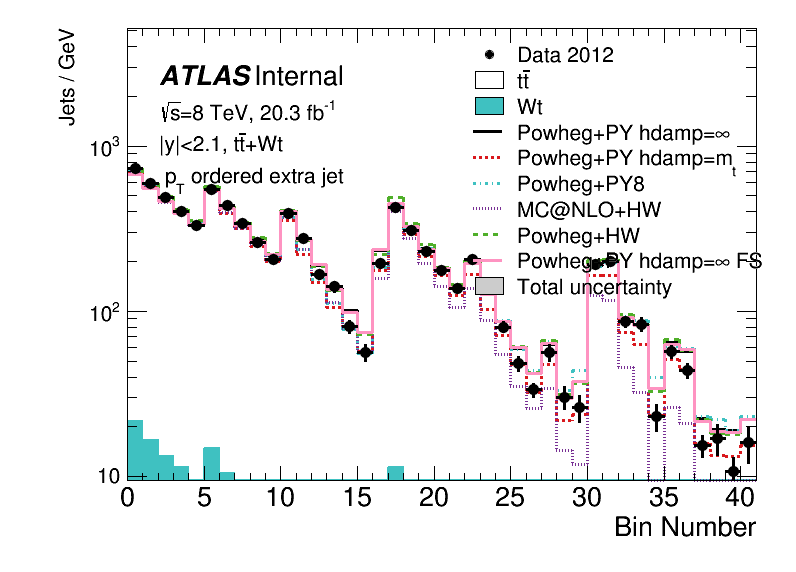 Jets / GeV
ATLAS Internal
√s=8 TeV, 20.3 fb-1
|y|<2.1, tt̄+Wt
pT ordered extra jet
Data 2012
tt̄
Wt
Powheg+PY hdamp=∞
Powheg+PY hdamp=mt
Powheg+PY8
MC@NLO+HW
Powheg+HW
Powheg+PY hdamp=∞ FS
Total uncertainty
10³
10²
10
0 5 10 15 20 25 30 35 40
Bin Number